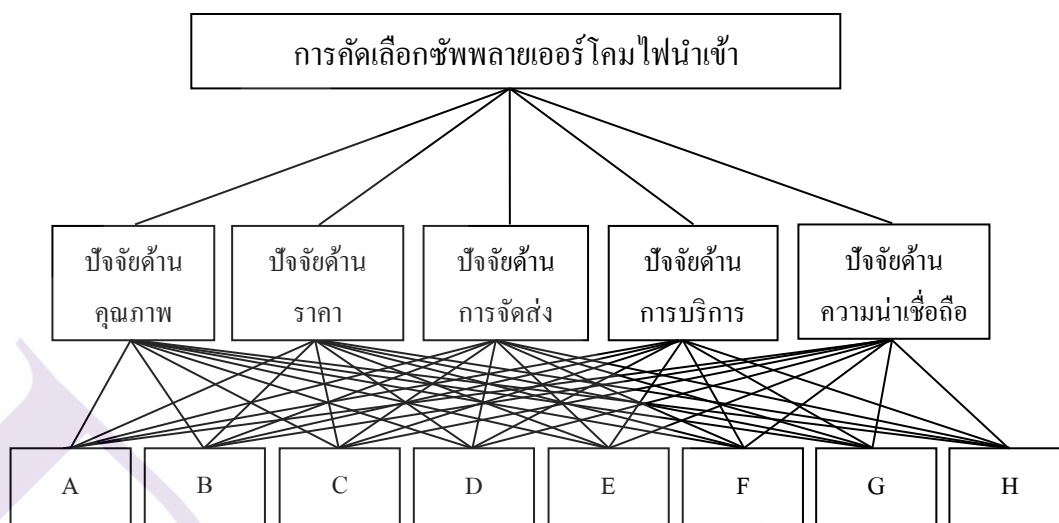 การคัดเลือกซัพพลายเออร์โคมไฟนำเข้า
ปัจจัยด้าน
คุณภาพ
ปัจจัยด้าน
ราคา
ปัจจัยด้าน
การจัดส่ง
ปัจจัยด้าน
การบริการ
ปัจจัยด้าน
ความน่าเชื่อถือ
A
B
C
D
E
F
G
H